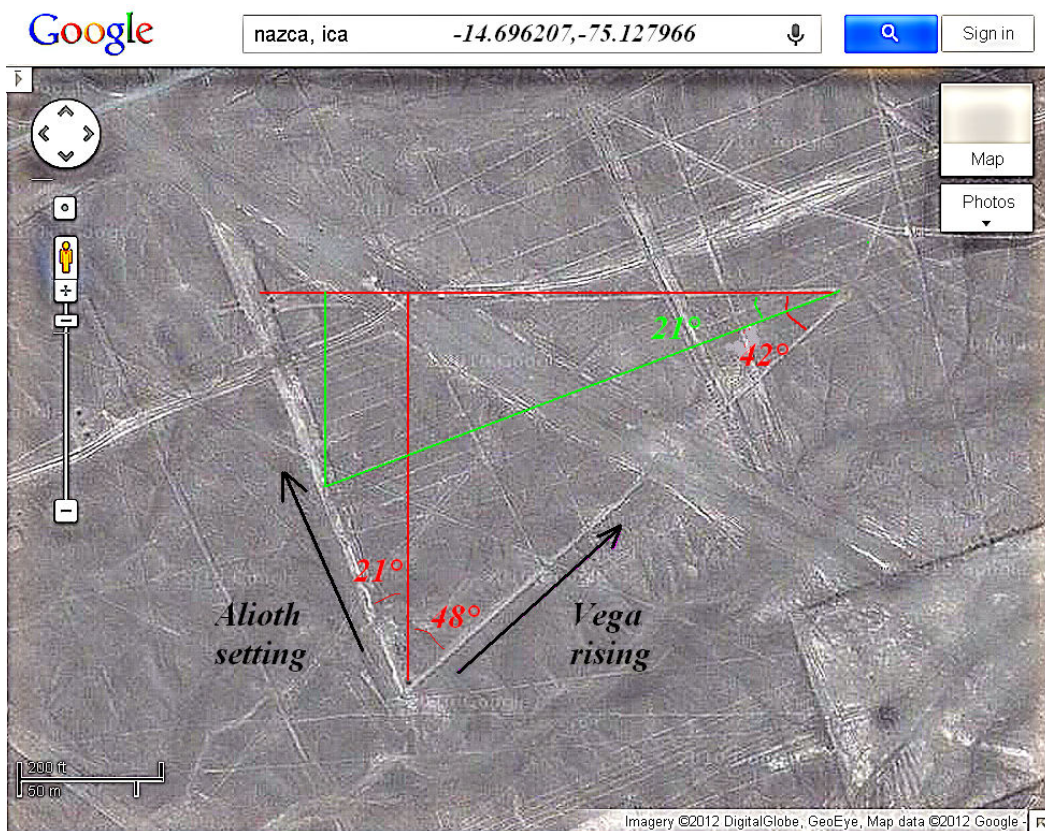 Google
nazca, ica
-14.696207,-75.127966
Sign in
Map
Photos
21°
42°
21°
48°
Alioth
setting
Vega
rising
200 ft
50 m
Imagery ©2012 DigitalGlobe, GeoEye, Map data ©2012 Google -